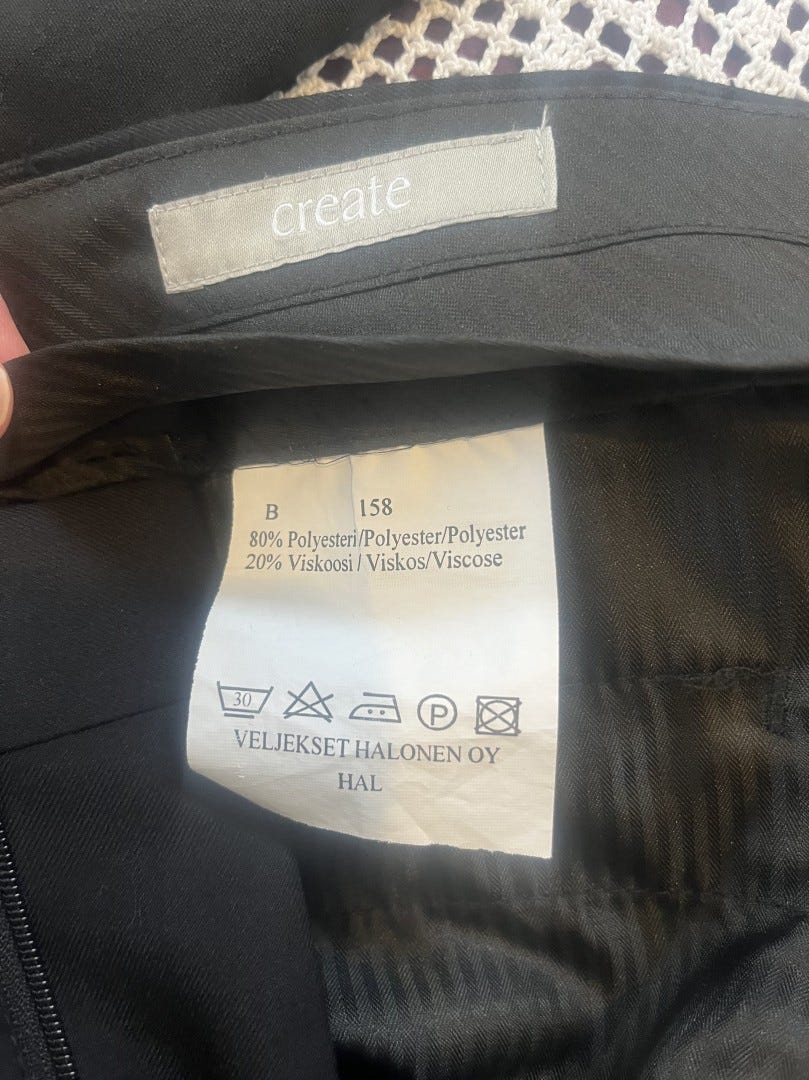 create
B 158
80% Polyesteri/Polyester/Polyester
20% Viskoosi / Viskos/Viscose
30 P
VELJEKSET HALONEN OY
HAL